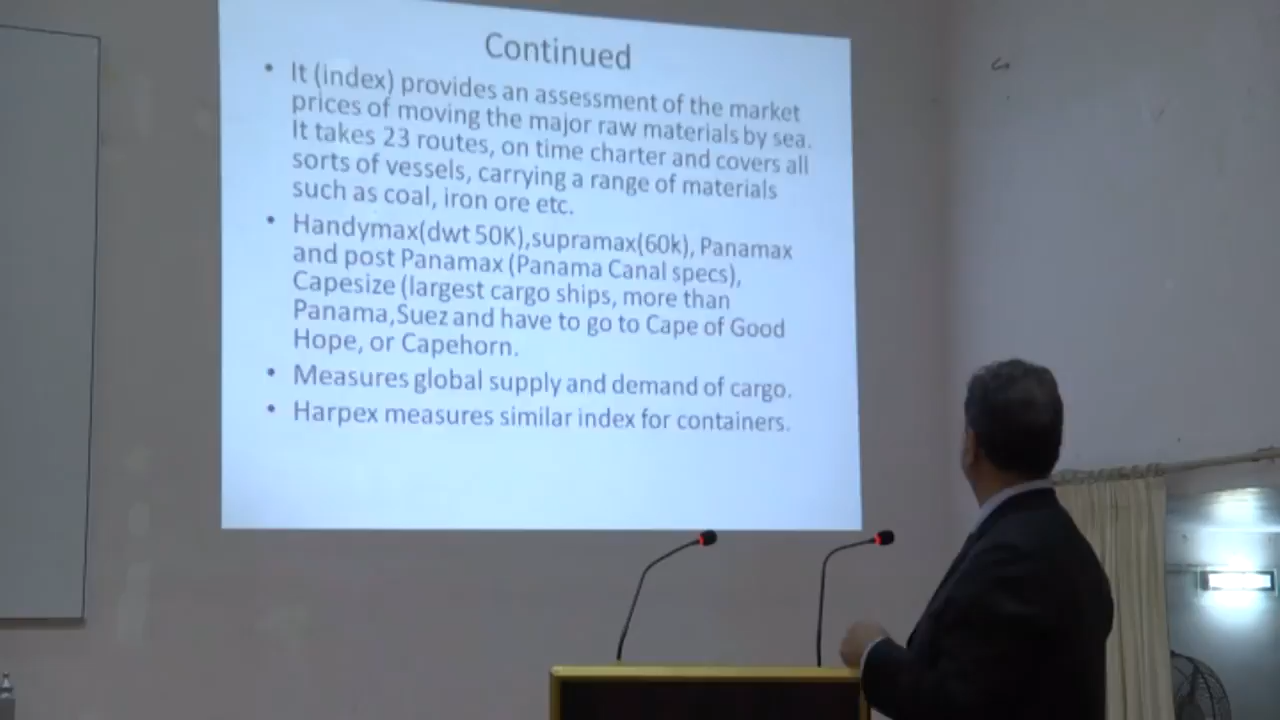 Continued
• It (index) provides an assessment of the market
prices of moving the major raw materials by sea.
It takes 23 routes, on time charter and covers all
sorts of vessels, carrying a range of materials
such as coal, iron ore etc.
• Handymax(dwt 50K),supramax(60k), Panamax
and post Panamax (Panama Canal specs),
Capesize (largest cargo ships, more than
Panama,Suez and have to go to Cape of Good
Hope, or Capehorn.
• Measures global supply and demand of cargo.
• Harpex measures similar index for containers.